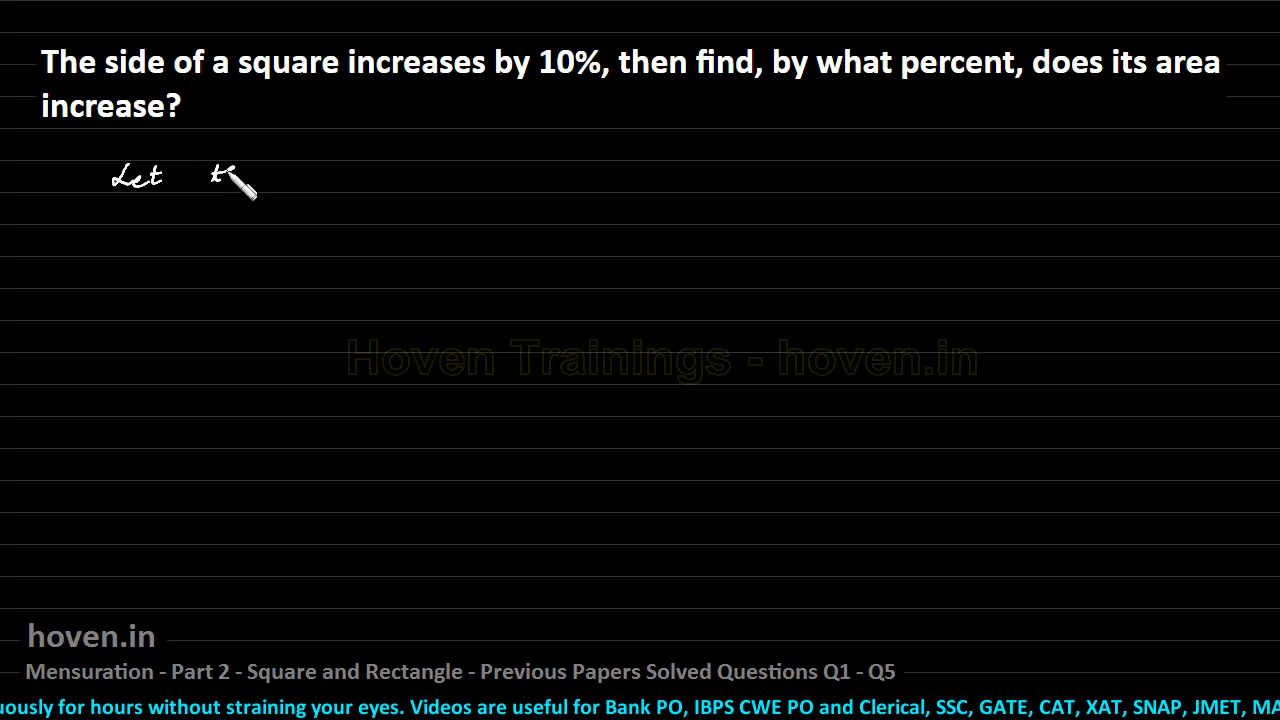 The side of a square increases by 10%, then find, by what percent, does its area
increase?
Let
Hoven Trainings - hoven.in
hoven.in
Mensuration - Part 2 - Square and Rectangle - Previous Papers Solved Questions Q1 - Q5
for hours without straining your eyes. Videos are useful for Bank PO, IBPS CWE PO and Clerical, SSC, GATE, CAT, XAT, SNAP, JMET,